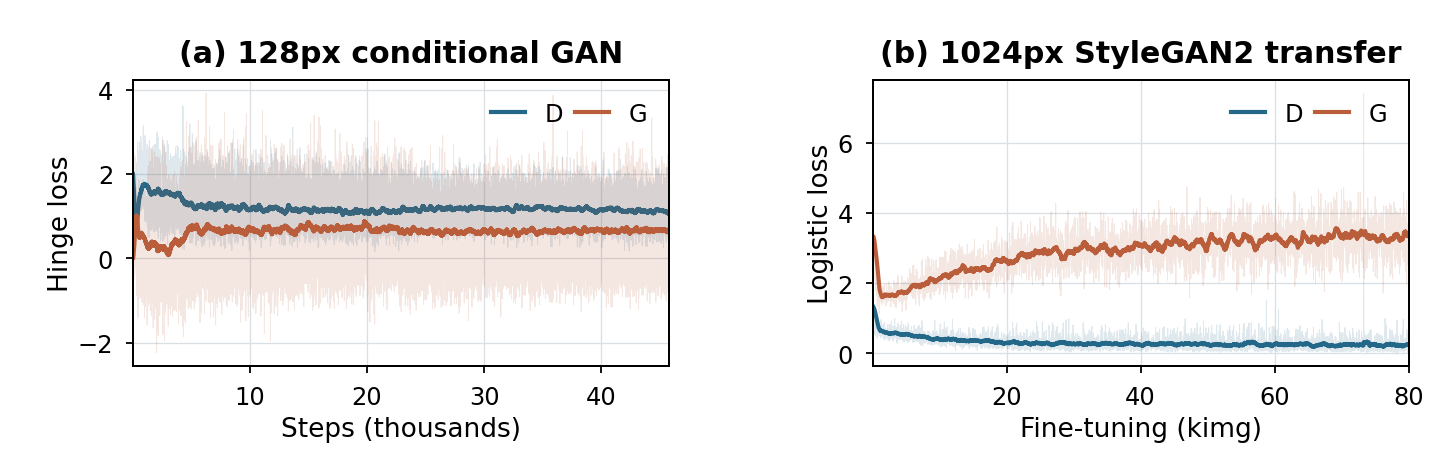 (a) 128px conditional GAN
4
2
0
−2
Hinge loss
D G
10 20 30 40
Steps (thousands)
(b) 1024px StyleGAN2 transfer
6
4
2
0
Logistic loss
D G
20 40 60 80
Fine-tuning (kimg)